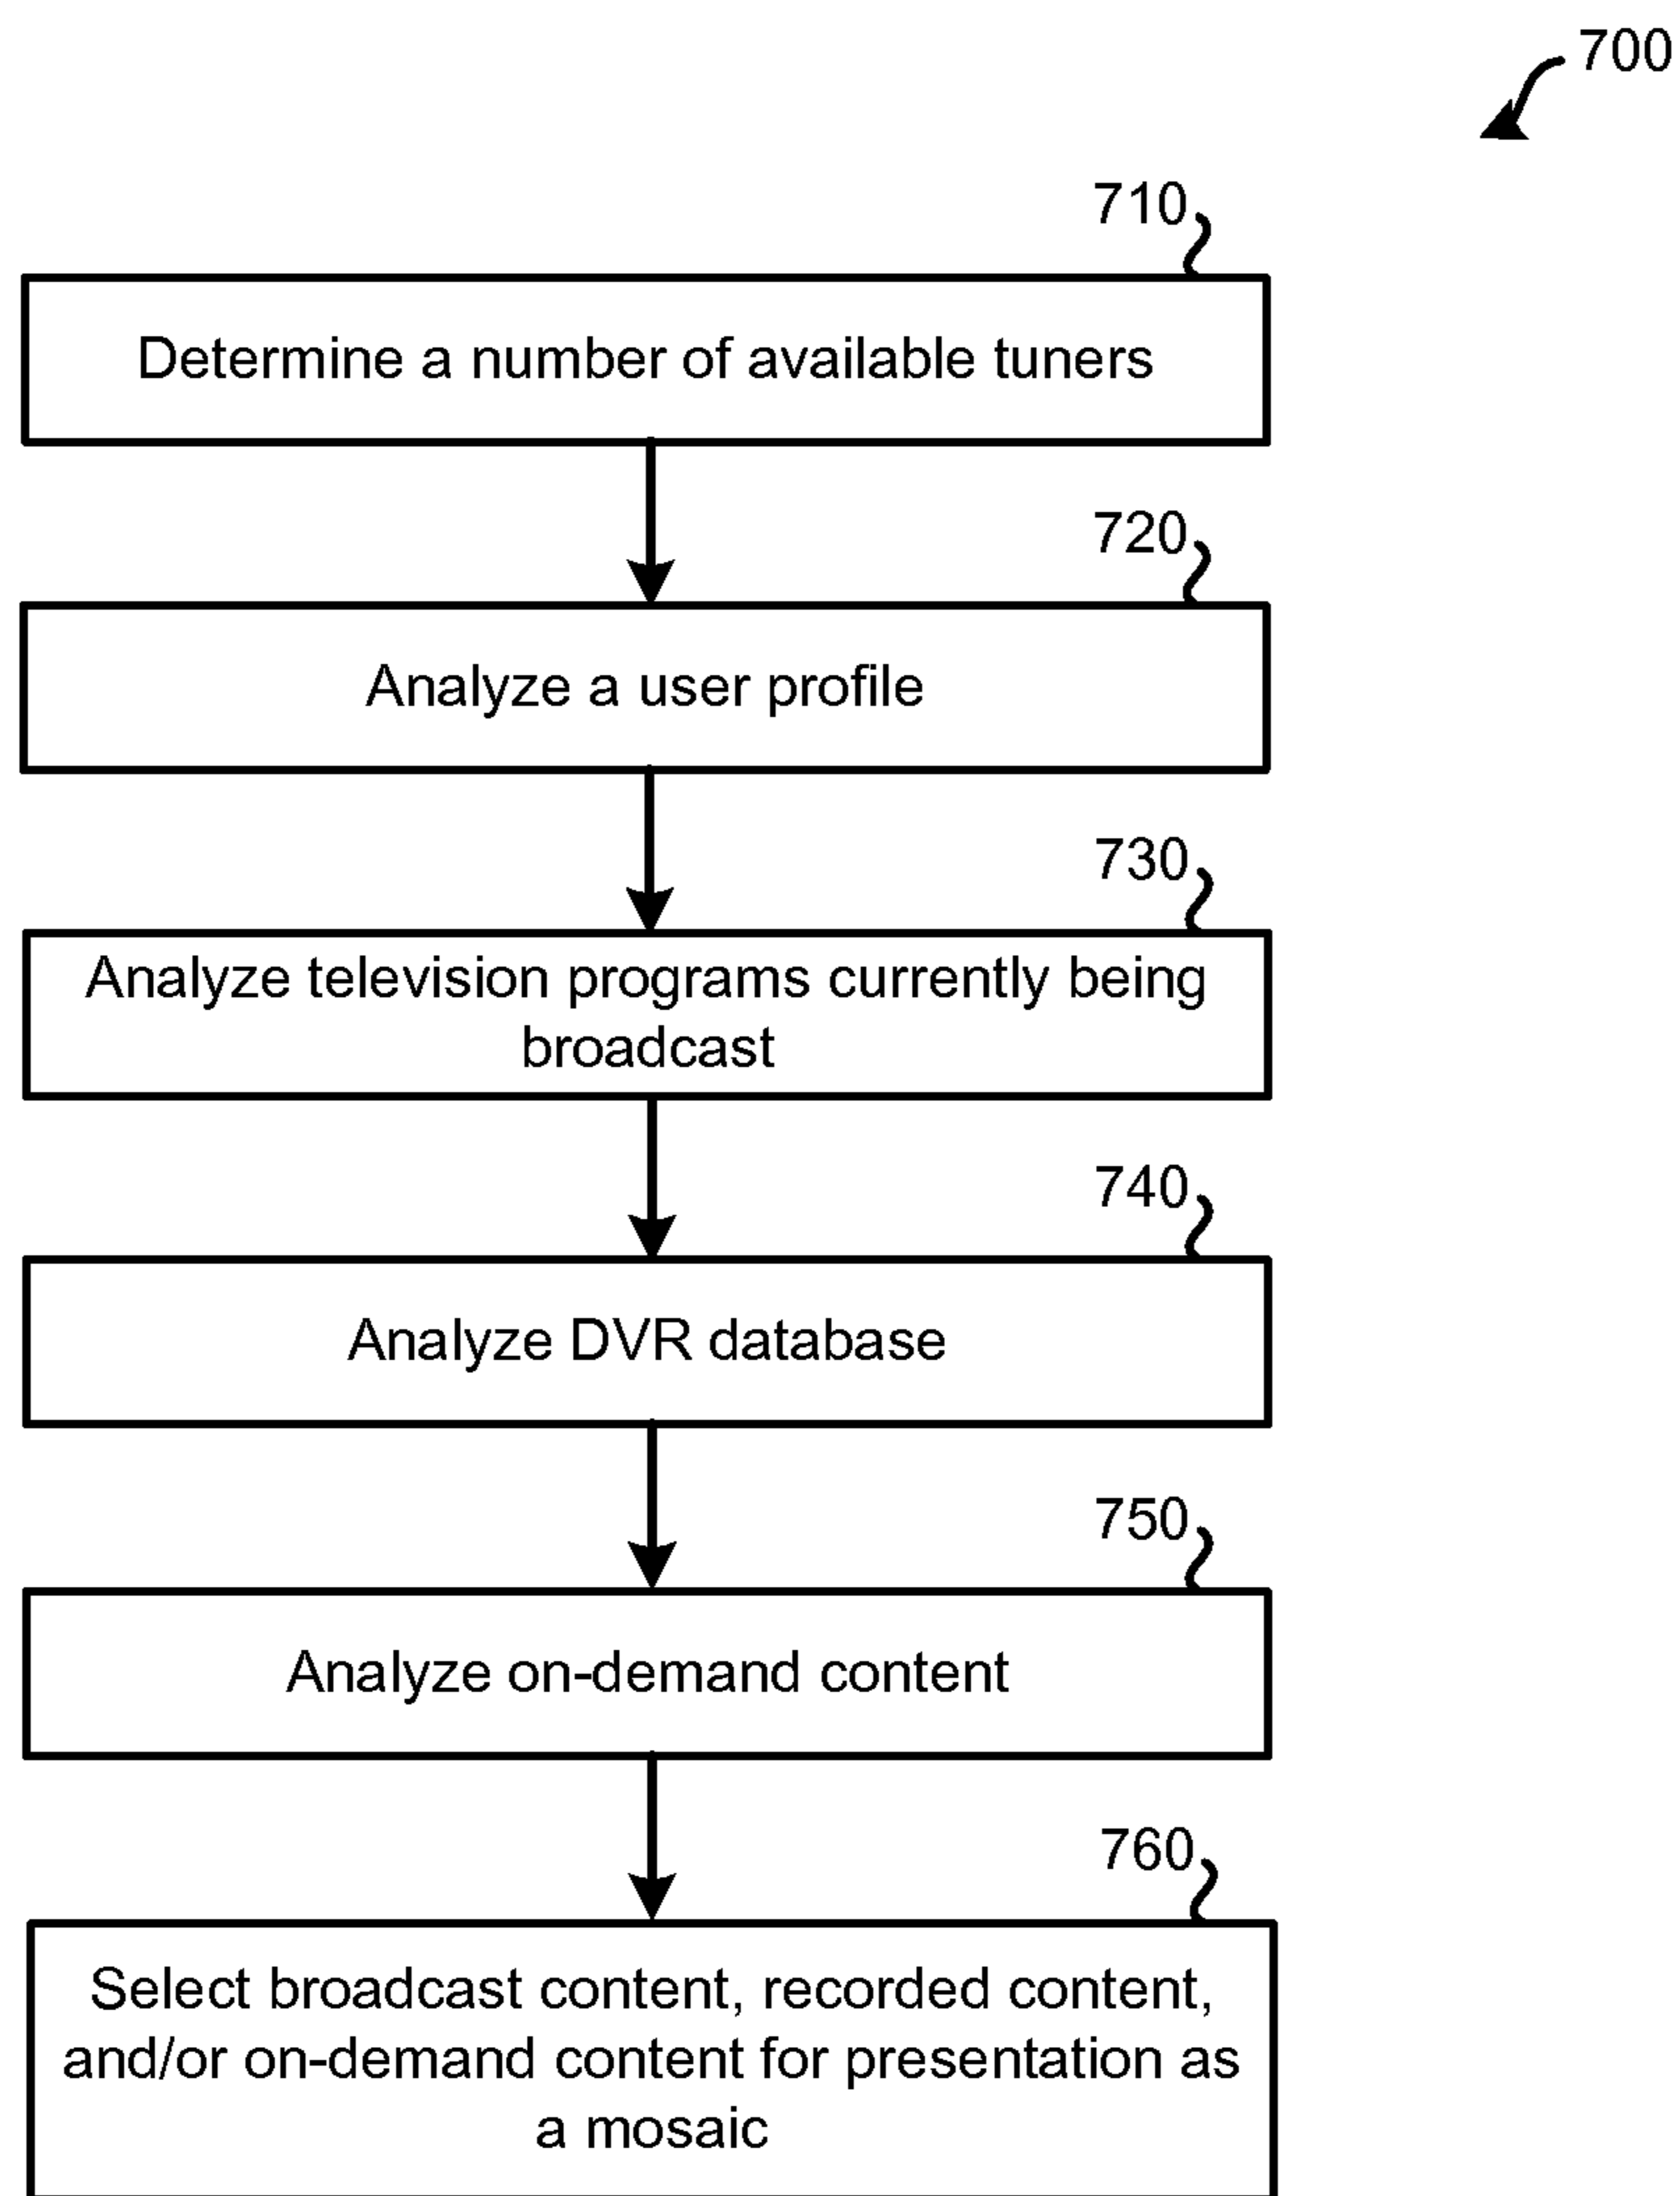 700
710
Determine a number of available tuners
720
Analyze a user profile
730
Analyze television programs currently being
broadcast
740
Analyze DVR database
750
Analyze on-demand content
760
Select broadcast content, recorded content,
and/or on-demand content for presentation as
a mosaic